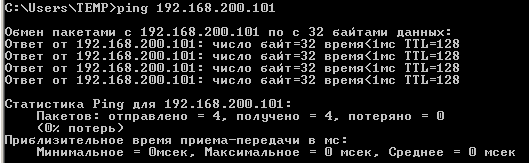 C:\Users\TEMP>ping 192.168.200.101
Обмен пакетами с 192.168.200.101 по с 32 байтами данных:
Ответ от 192.168.200.101: число байт=32 время<1мс TTL=128
Ответ от 192.168.200.101: число байт=32 время<1мс TTL=128
Ответ от 192.168.200.101: число байт=32 время<1мс TTL=128
Ответ от 192.168.200.101: число байт=32 время<1мс TTL=128
Статистика Ping для 192.168.200.101:
Пакетов: отправлено = 4, получено = 4, потеряно = 0
(0% потерь)
Приблизительное время приема-передачи в мс:
Минимальное = 0мсек, Максимальное = 0 мсек, Среднее = 0 мсек